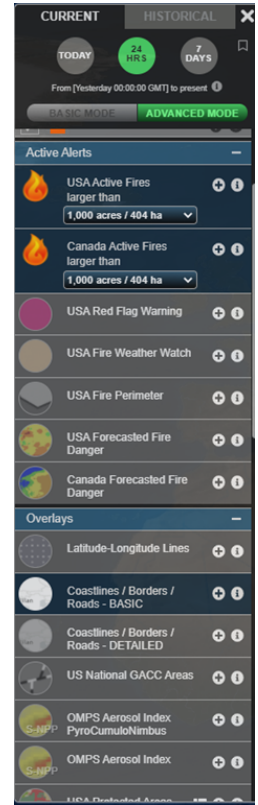 CURRENT
HISTORICAL
TODAY
24
HRS
7
DAYS
From [Yesterday 00:00:00 GMT] to present
BASIC MODE
ADVANCED MODE
Active Alerts
USA Active Fires
larger than
1,000 acres / 404 ha
Canada Active Fires
larger than
1,000 acres / 404 ha
USA Red Flag Warning
USA Fire Weather Watch
USA Fire Perimeter
USA Forecasted Fire
Danger
Canada Forecasted Fire
Danger
Overlays
Latitude-Longitude Lines
Coastlines / Borders /
Roads - BASIC
Coastlines / Borders /
Roads - DETAILED
US National GACC Areas
S-NPP
OMPS Aerosol Index
PyroCumuloNimbus
S-NPP
OMPS Aerosol Index
USA Protected Areas